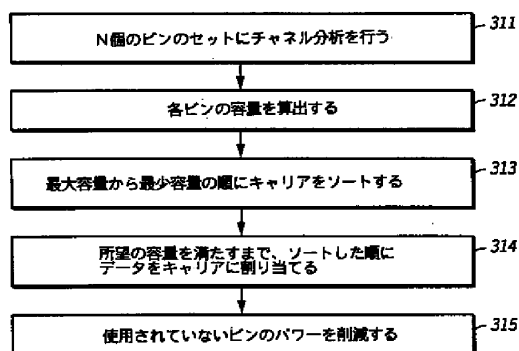 N個のビンのセットにチャネル分析を行う
311
各ビンの容量を算出する
312
最大容量から最少容量の順にキャリアをソートする
313
所望の容量を満たすまで、ソートした順に
データをキャリアに割り当てる
314
使用されていないビンのパワーを削減する
315